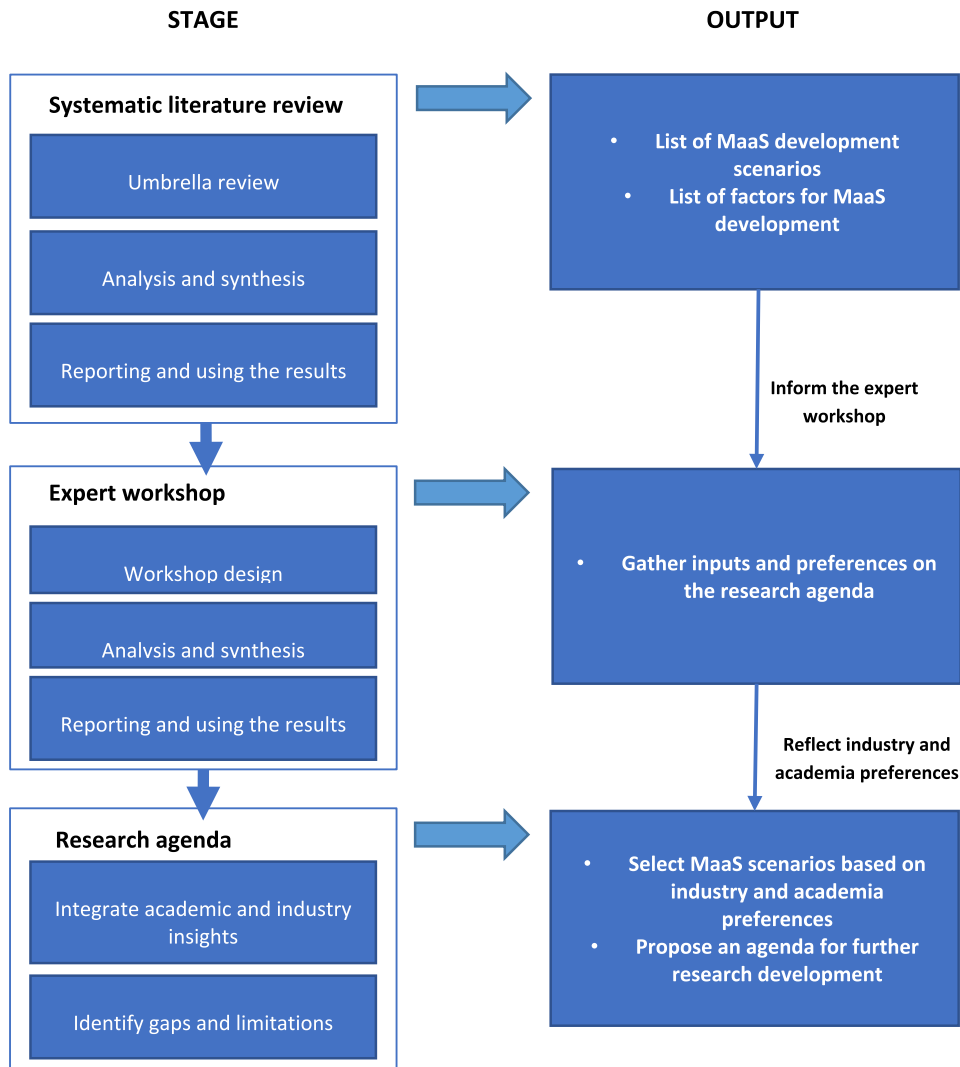 STAGE
OUTPUT
Systematic literature review
Umbrella review
Analysis and synthesis
Reporting and using the results
• List of MaaS development
scenarios
• List of factors for MaaS
development
Inform the expert
workshop
Expert workshop
Workshop design
Analysis and synthesis
Reporting and using the results
• Gather inputs and preferences on
the research agenda
Reflect industry and
academia preferences
Research agenda
Integrate academic and industry
insights
Identify gaps and limitations
• Select MaaS scenarios based on
industry and academia
preferences
• Propose an agenda for further
research development